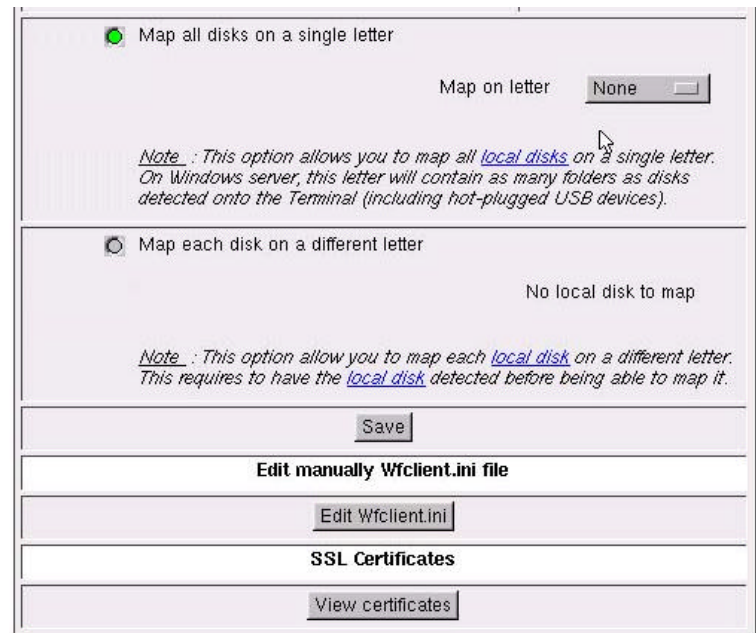 Map all disks on a single letter
Map on letter None
Note : This option allows you to map all local disks on a single letter.
On Windows server, this letter will contain as many folders as disks
detected onto the Terminal (including hot-plugged USB devices).
Map each disk on a different letter
No local disk to map
Note : This option allow you to map each local disk on a different letter.
This requires to have the local disk detected before being able to map it.
Save
Edit manually Wfclient.ini file
Edit Wfclient.ini
SSL Certificates
View certificates